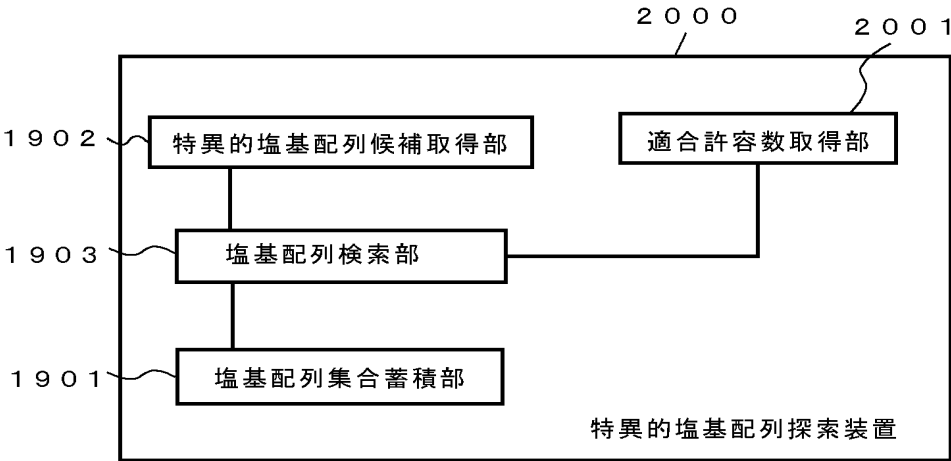 ２０００
２００１
１９０２
特異的塩基配列候補取得部
適合許容数取得部
１９０３
塩基配列検索部
１９０１
塩基配列集合蓄積部
特異的塩基配列探索装置